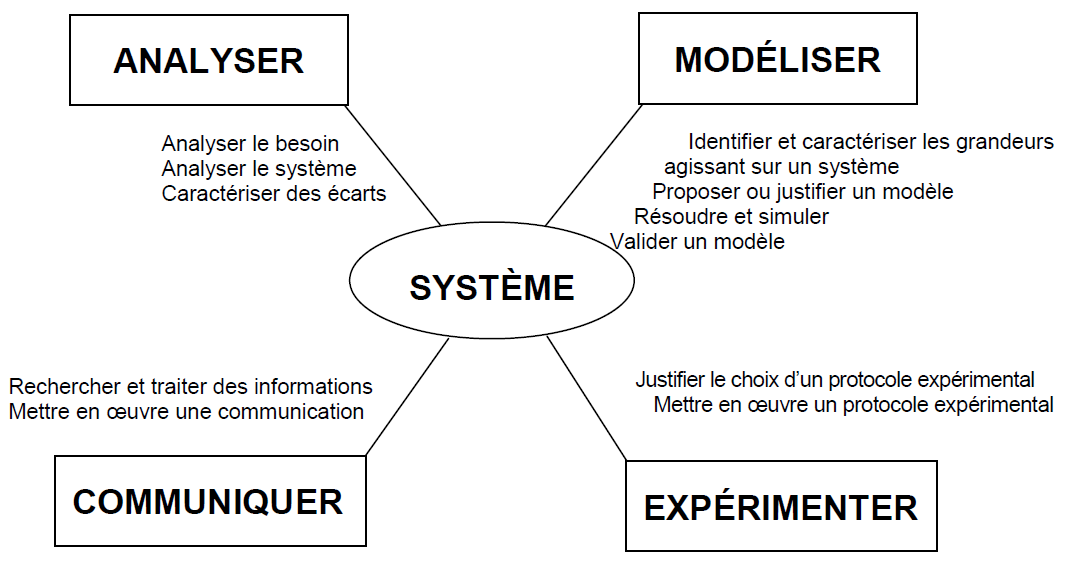 ANALYSER
MODÉLISER
Analyser le besoin
Analyser le système
Caractériser des écarts
Identifier et caractériser les grandeurs
agissant sur un système
Proposer ou justifier un modèle
Résoudre et simuler
Valider un modèle
SYSTÈME
Rechercher et traiter des informations
Mettre en œuvre une communication
Justifier le choix d’un protocole expérimental
Mettre en œuvre un protocole expérimental
COMMUNIQUER
EXPÉRIMENTER